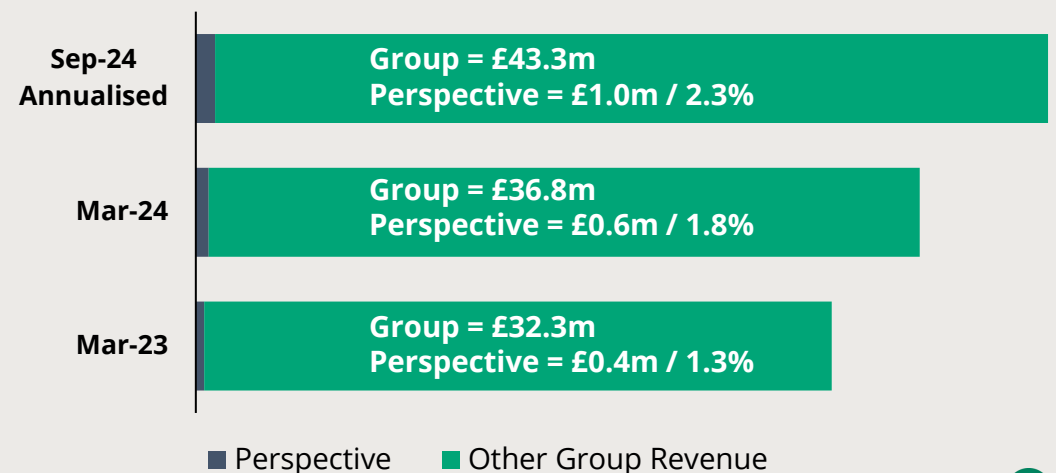 Sep-24
Annualised
Group = £43.3m
Perspective = £1.0m / 2.3%
Mar-24
Group = £36.8m
Perspective = £0.6m / 1.8%
Mar-23
Group = £32.3m
Perspective = £0.4m / 1.3%
Perspective
Other Group Revenue